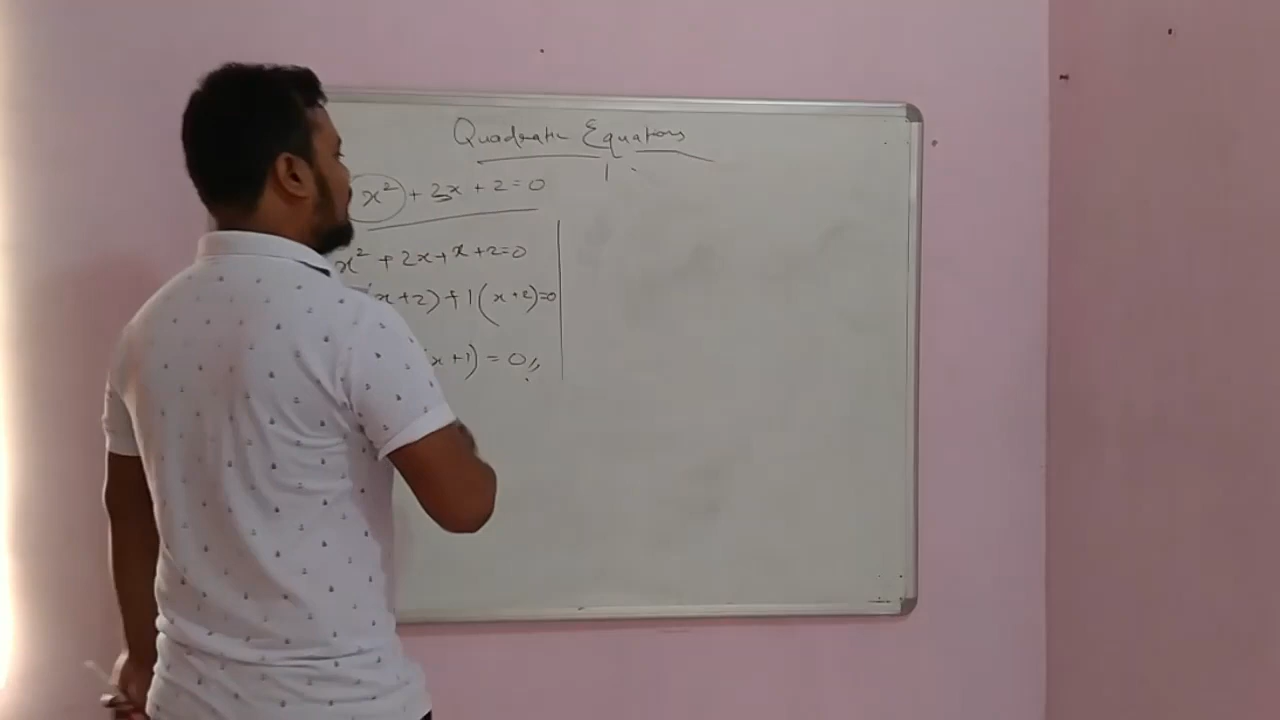 Quadratic Equations
x² + 3x + 2 = 0
x² + 2x + x + 2 = 0
x + 2) + 1(x + 2) = 0
x + 1) = 0